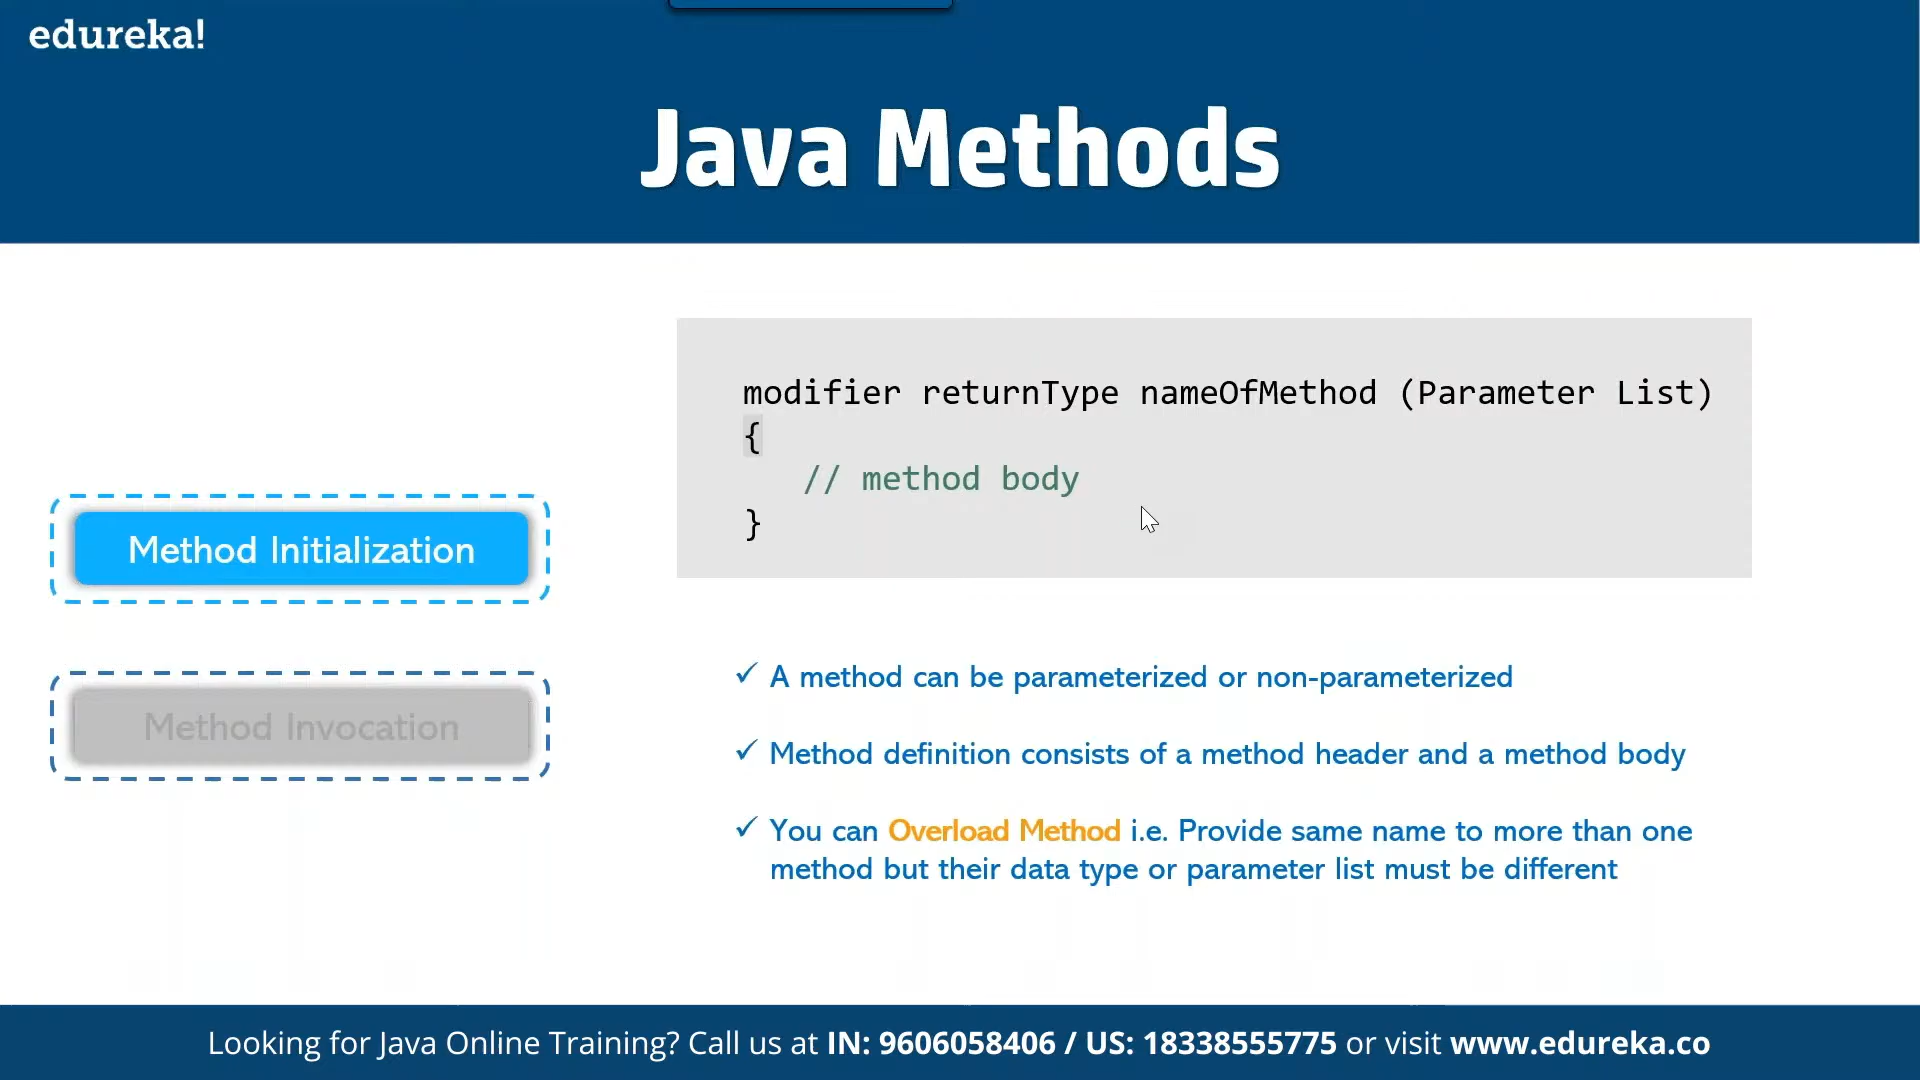 edureka!
Java Methods
modifier returnType nameOfMethod (Parameter List)
{
// method body
}
Method Initialization
Method Invocation
✓ A method can be parameterized or non-parameterized
✓ Method definition consists of a method header and a method body
✓ You can Overload Method i.e. Provide same name to more than one
method but their data type or parameter list must be different
Looking for Java Online Training? Call us at IN: 9606058406 / US: 18338555775 or visit www.edureka.co